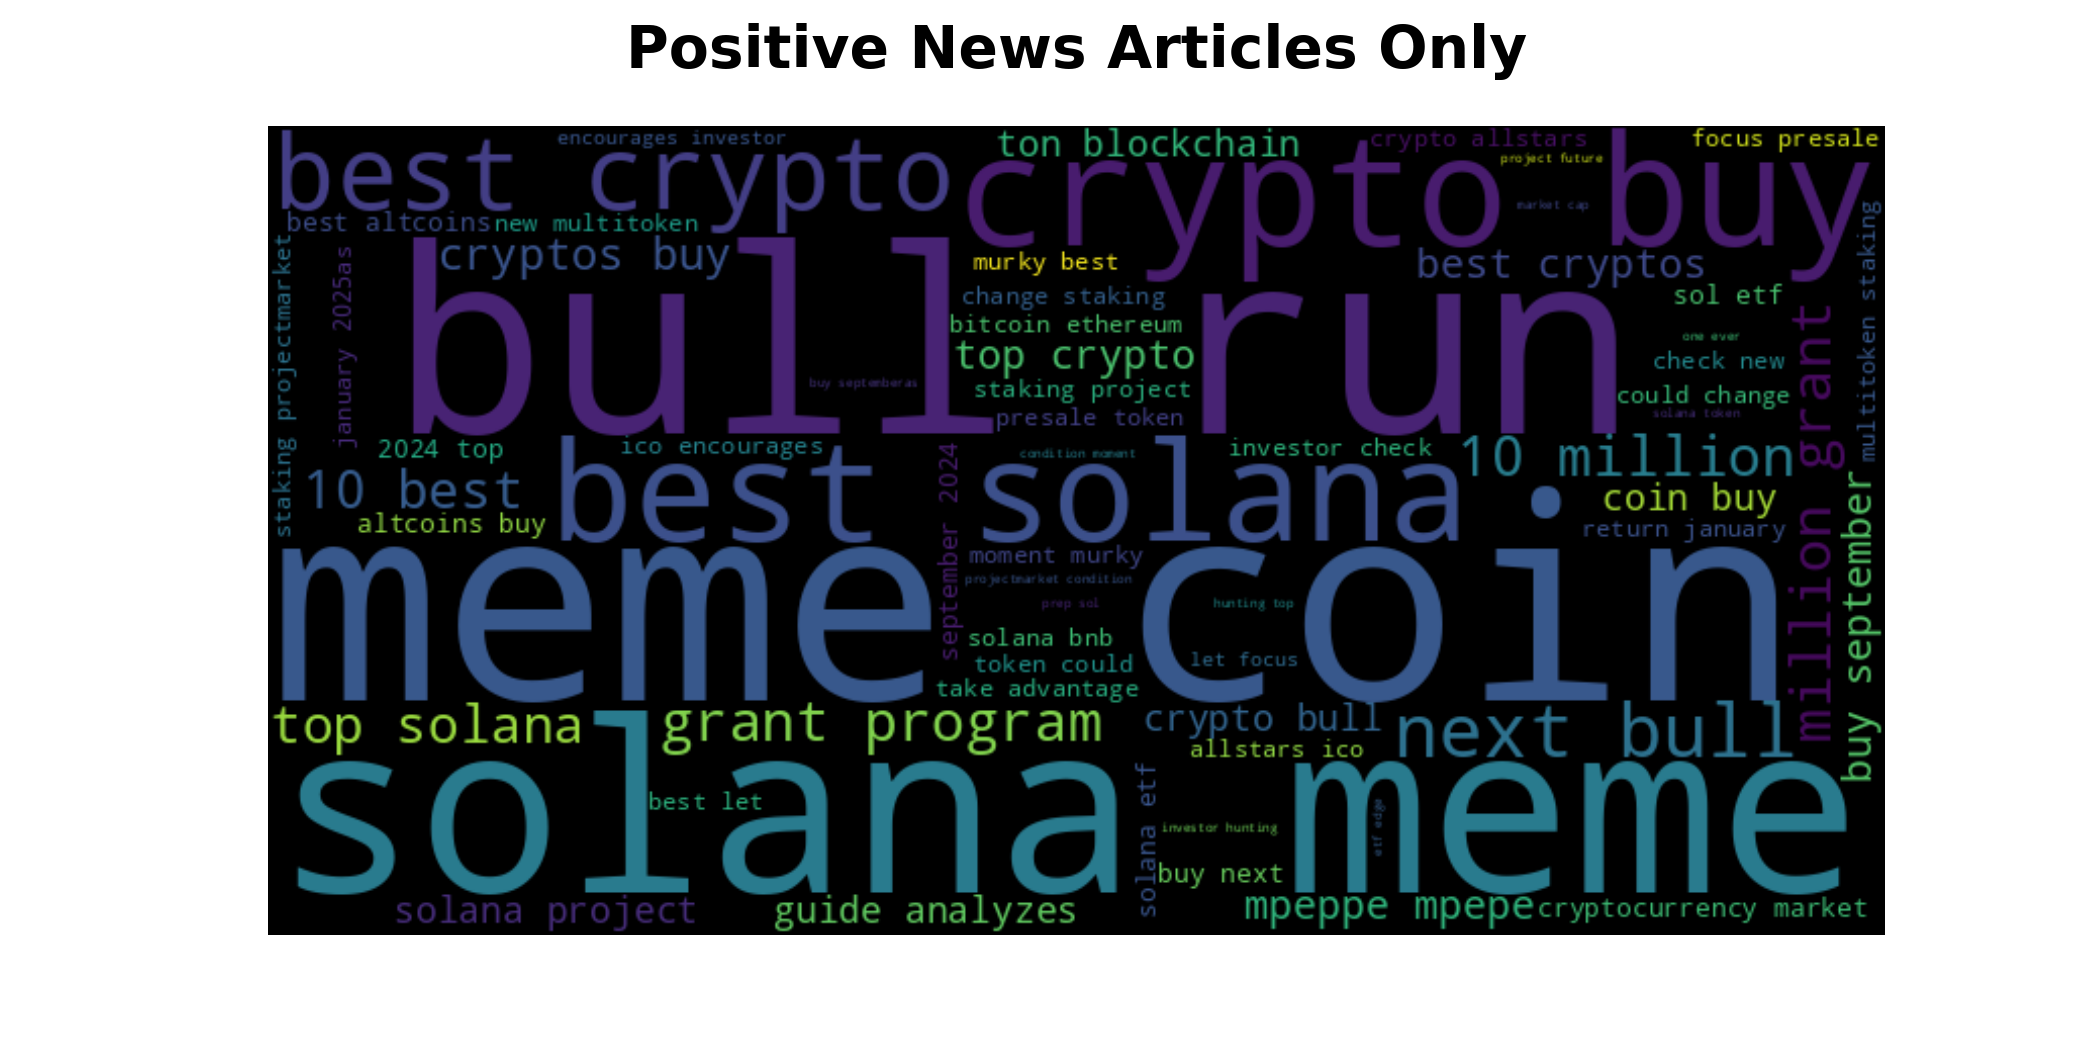 Positive News Articles Only
encourages investor
ton blockchain
crypto allstars
focus presale
best crypto
crypto buy
project future
market cap
best altcoins
new multitoken
cryptos buy
murky best
best cryptos
multitoken staking
staking projectmarket
january 2025as
bull run
change staking
sol etf
bitcoin ethereum
top crypto
one ever
check new
buy septemberas
staking project
could change
presale token
solana token
million grant
2024 top
ico encourages
condition moment
investor check
10 million
10 best
best solana
coin buy
altcoins buy
return january
september 2024
moment murky
projectmarket condition
meme coin
prep sol
hunting top
solana bnb
token could
let focus
take advantage
buy september
top solana
grant program
crypto bull
next bull
allstars ico
solana meme
best let
solana etf
investor hunting
etf edge
buy next
solana project
guide analyzes
mpeppe mpepe
cryptocurrency market